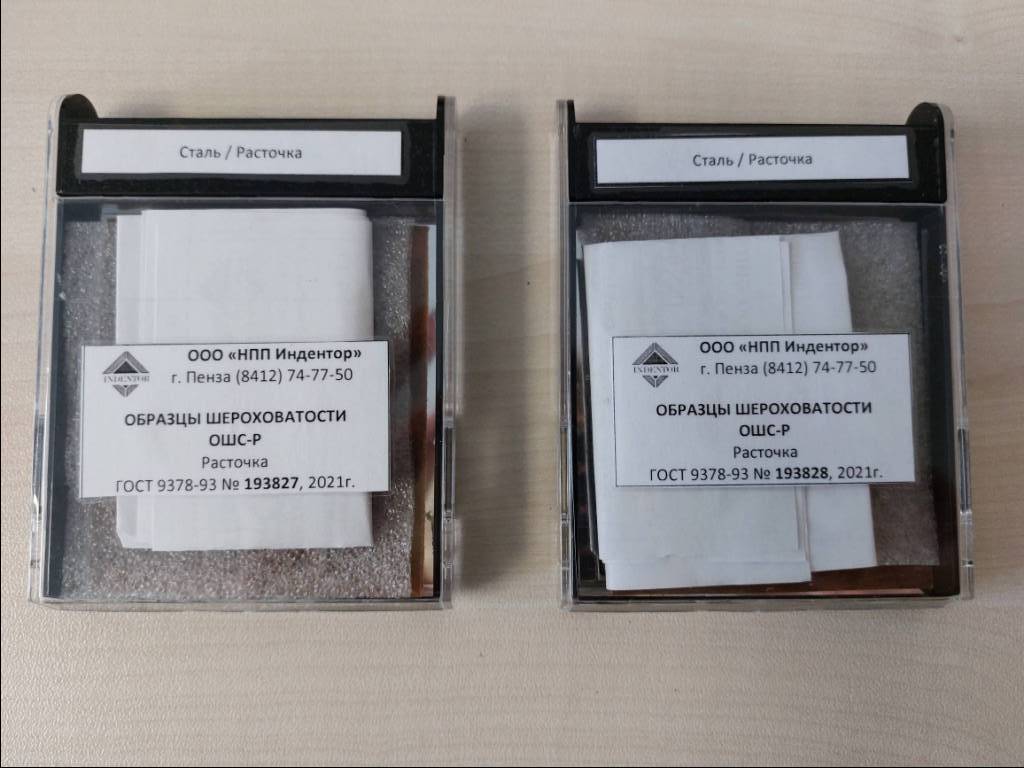 Сталь / Расточка
INDENTOR
ООО «НПП Индентор»
г. Пенза (8412) 74-77-50
ОБРАЗЦЫ ШЕРОХОВАТОСТИ
ОШС-Р
Расточка
ГОСТ 9378-93 № 193827, 2021г.
Сталь / Расточка
INDENTOR
ООО «НПП Индентор»
г. Пенза (8412) 74-77-50
ОБРАЗЦЫ ШЕРОХОВАТОСТИ
ОШС-Р
Расточка
ГОСТ 9378-93 № 193828, 2021г.